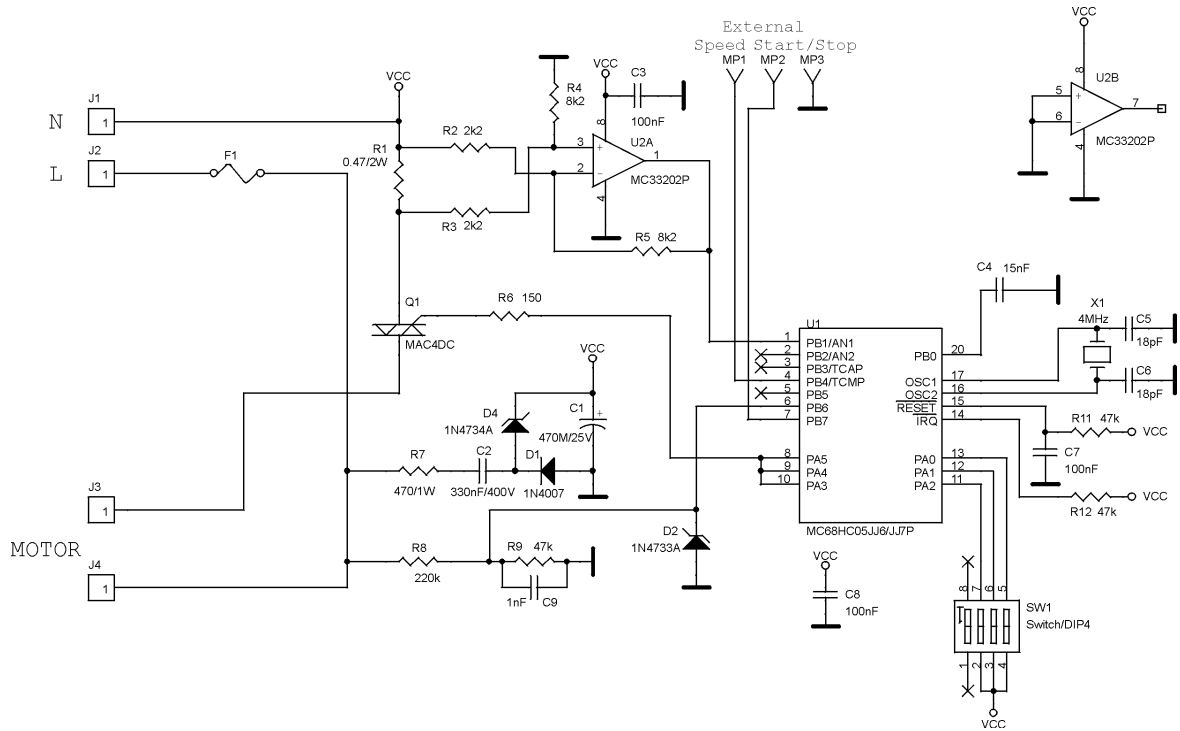 External
Speed Start/Stop
MP1 MP2 MP3
VCC
U2B
8
5
+
6
−
7
4
MC33202P
VCC
J1
N
1
J2
L
1
F1
R1
0.47/2W
R2 2k2
R3 2k2
R4
8k2
VCC
C3
100nF
8
U2A
3
+
2
−
1
4
MC33202P
R5 8k2
Q1
MAC4DC
R6 150
VCC
D4
1N4734A
C1
+
470M/25V
R7
470/1W
C2
330nF/400V
D1
1N4007
J3
1
MOTOR
J4
1
R8
220k
R9 47k
1nF C9
D2
1N4733A
U1
1 PB1/AN1
2 PB2/AN2
3 PB3/TCAP
4 PB4/TCMP
5 PB5
6 PB6
7 PB7
8 PA5
9 PA4
10 PA3
PB0 20
OSC1 17
OSC2 16
RESET 15
IRQ 14
PA0 13
PA1 12
PA2 11
MC68HC05JJ6/JJ7P
C4 15nF
X1
4MHz
C5
18pF
C6
18pF
R11 47k
VCC
C7
100nF
VCC
R12 47k
VCC
C8
100nF
8 7 6 5
SW1
Switch/DIP4
1 2 3 4
VCC